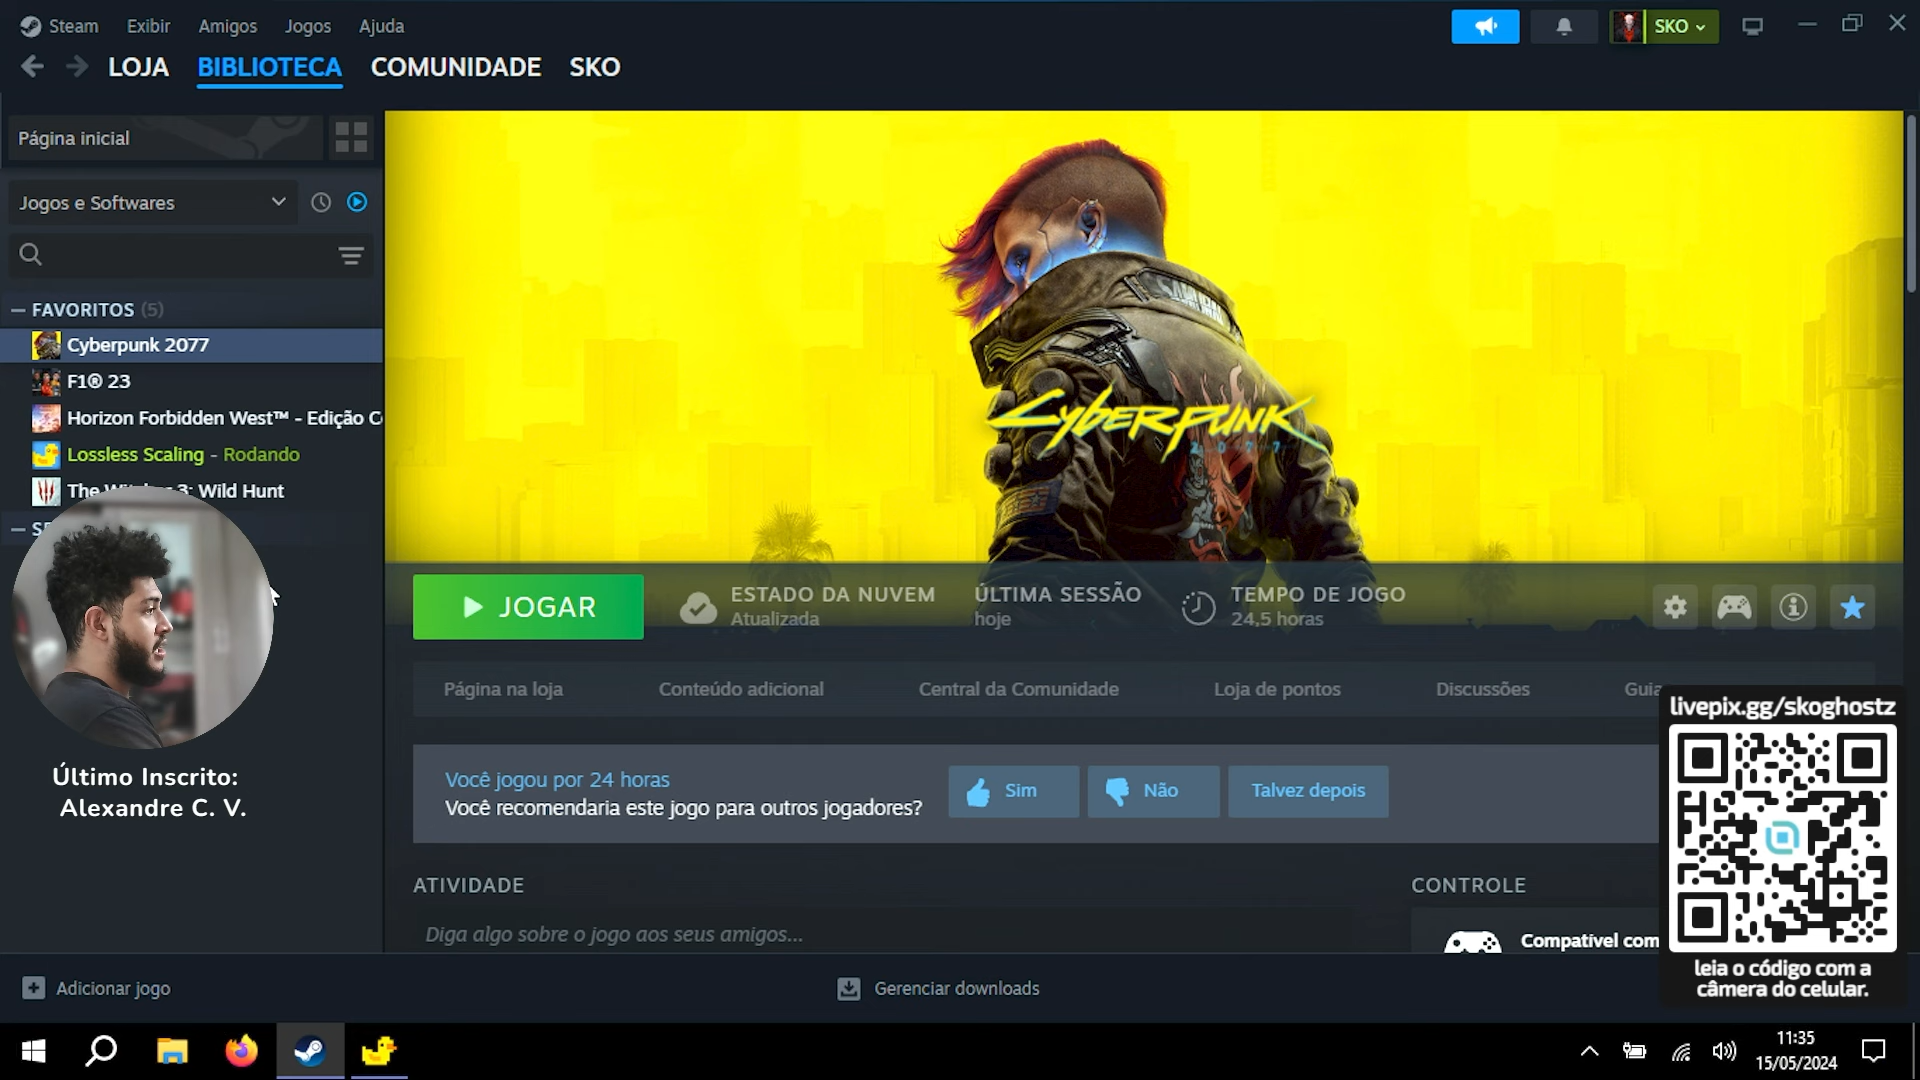 Steam Exibir Amigos Jogos Ajuda
SKO
LOJA BIBLIOTECA COMUNIDADE SKO
Página inicial
Jogos e Softwares
FAVORITOS (5)
Cyberpunk 2077
F1® 23
Horizon Forbidden West™ - Edição C
Lossless Scaling - Rodando
The 3: Wild Hunt
SAMURAI
CYBERPUNK
2077
JOGAR
ESTADO DA NUVEM
Atualizada
ÚLTIMA SESSÃO
hoje
TEMPO DE JOGO
24,5 horas
Página na loja Conteúdo adicional Central da Comunidade Loja de pontos Discussões Guia
Você jogou por 24 horas
Você recomendaria este jogo para outros jogadores?
Sim Não Talvez depois
ATIVIDADE
Diga algo sobre o jogo aos seus amigos...
CONTROLE
Compatível com
livepix.gg/skoghostz
leia o código com a
câmera do celular.
Último Inscrito:
Alexandre C. V.
Adicionar jogo
Gerenciar downloads
11:35
15/05/2024